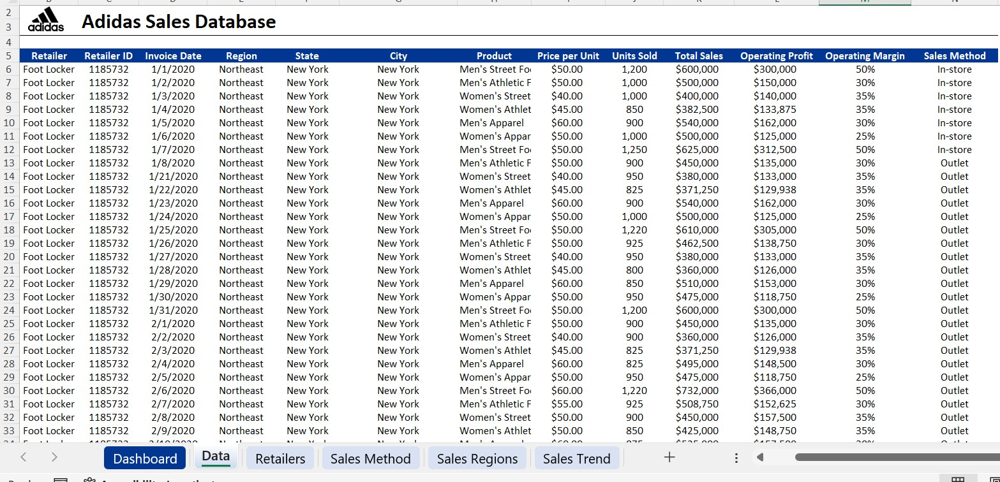 2
adidas Adidas Sales Database
3
4
5 Retailer Retailer ID Invoice Date Region State City Product Price per Unit Units Sold Total Sales Operating Profit Operating Margin Sales Method
6 Foot Locker 1185732 1/1/2020 Northeast New York New York Men's Street Fo $50.00 1,200 $600,000 $300,000 50% In-store
7 Foot Locker 1185732 1/2/2020 Northeast New York New York Men's Athletic F $50.00 1,000 $500,000 $150,000 30% In-store
8 Foot Locker 1185732 1/3/2020 Northeast New York New York Women's Street $40.00 1,000 $400,000 $140,000 35% In-store
9 Foot Locker 1185732 1/4/2020 Northeast New York New York Women's Athlet $45.00 850 $382,500 $133,875 35% In-store
10 Foot Locker 1185732 1/5/2020 Northeast New York New York Men's Apparel $60.00 900 $540,000 $162,000 30% In-store
11 Foot Locker 1185732 1/6/2020 Northeast New York New York Women's Appar $50.00 1,000 $500,000 $125,000 25% In-store
12 Foot Locker 1185732 1/7/2020 Northeast New York New York Men's Street Fo $50.00 1,250 $625,000 $312,500 50% In-store
13 Foot Locker 1185732 1/8/2020 Northeast New York New York Men's Athletic F $50.00 900 $450,000 $135,000 30% Outlet
14 Foot Locker 1185732 1/21/2020 Northeast New York New York Women's Street $40.00 950 $380,000 $133,000 35% Outlet
15 Foot Locker 1185732 1/22/2020 Northeast New York New York Women's Athlet $45.00 825 $371,250 $129,938 35% Outlet
16 Foot Locker 1185732 1/23/2020 Northeast New York New York Men's Apparel $60.00 900 $540,000 $162,000 30% Outlet
17 Foot Locker 1185732 1/24/2020 Northeast New York New York Women's Appar $50.00 1,000 $500,000 $125,000 25% Outlet
18 Foot Locker 1185732 1/25/2020 Northeast New York New York Men's Street Fo $50.00 1,220 $610,000 $305,000 50% Outlet
19 Foot Locker 1185732 1/26/2020 Northeast New York New York Men's Athletic F $50.00 925 $462,500 $138,750 30% Outlet
20 Foot Locker 1185732 1/27/2020 Northeast New York New York Women's Street $40.00 950 $380,000 $133,000 35% Outlet
21 Foot Locker 1185732 1/28/2020 Northeast New York New York Women's Athlet $45.00 800 $360,000 $126,000 35% Outlet
22 Foot Locker 1185732 1/29/2020 Northeast New York New York Men's Apparel $60.00 850 $510,000 $153,000 30% Outlet
23 Foot Locker 1185732 1/30/2020 Northeast New York New York Women's Appar $50.00 950 $475,000 $118,750 25% Outlet
24 Foot Locker 1185732 1/31/2020 Northeast New York New York Men's Street Fo $50.00 1,200 $600,000 $300,000 50% Outlet
25 Foot Locker 1185732 2/1/2020 Northeast New York New York Men's Athletic F $50.00 900 $450,000 $135,000 30% Outlet
26 Foot Locker 1185732 2/2/2020 Northeast New York New York Women's Street $40.00 900 $360,000 $126,000 35% Outlet
27 Foot Locker 1185732 2/3/2020 Northeast New York New York Women's Athlet $45.00 825 $371,250 $129,938 35% Outlet
28 Foot Locker 1185732 2/4/2020 Northeast New York New York Men's Apparel $60.00 825 $495,000 $148,500 30% Outlet
29 Foot Locker 1185732 2/5/2020 Northeast New York New York Women's Appar $50.00 950 $475,000 $118,750 25% Outlet
30 Foot Locker 1185732 2/6/2020 Northeast New York New York Men's Street Fo $60.00 1,220 $732,000 $366,000 50% Outlet
31 Foot Locker 1185732 2/7/2020 Northeast New York New York Men's Athletic F $55.00 925 $508,750 $152,625 30% Outlet
32 Foot Locker 1185732 2/8/2020 Northeast New York New York Women's Street $50.00 900 $450,000 $157,500 35% Outlet
33 Foot Locker 1185732 2/9/2020 Northeast New York New York Women's Athlet $50.00 850 $425,000 $148,750 35% Outlet
Dashboard Data Retailers Sales Method Sales Regions Sales Trend